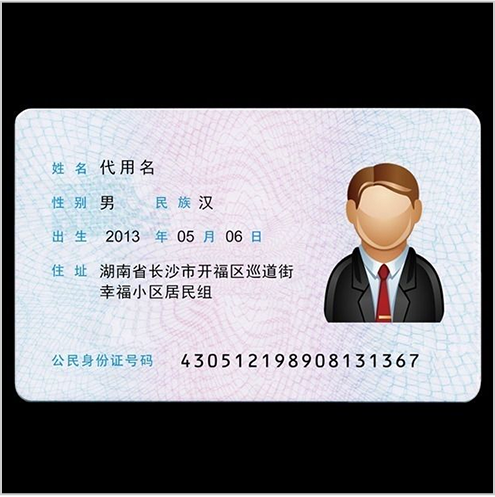 姓名 代用名
性别 男 民族 汉
出生 2013 年 05 月 06 日
住址 湖南省长沙市开福区巡道街
幸福小区居民组
公民身份证号码 430512198908131367